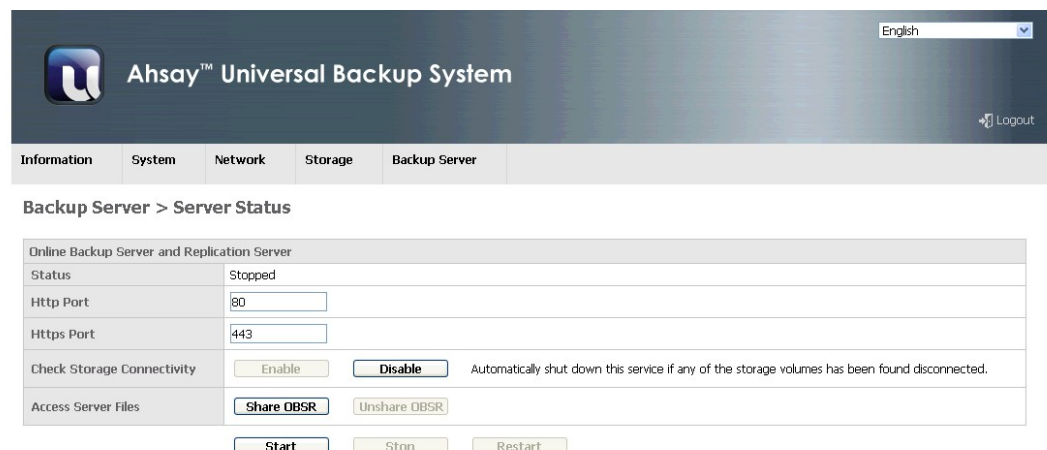 English
U
Ahsay™ Universal Backup System
Logout
Information System Network Storage Backup Server
Backup Server > Server Status
Online Backup Server and Replication Server
Status Stopped
Http Port 80
Https Port 443
Check Storage Connectivity Enable Disable Automatically shut down this service if any of the storage volumes has been found disconnected.
Access Server Files Share OBSR Unshare OBSR
Start Stop Restart